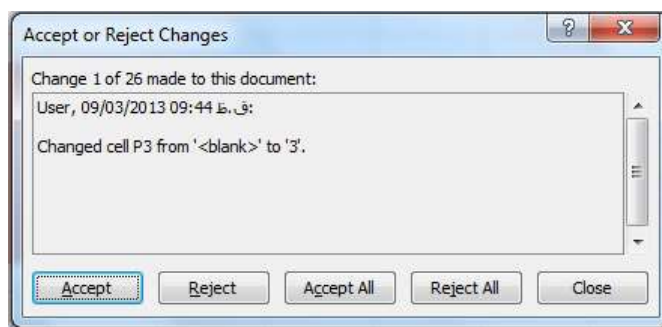 Accept or Reject Changes
Change 1 of 26 made to this document:
User, 09/03/2013 09:44 ق.ظ:
Changed cell P3 from '<blank>' to '3'.
Accept Reject Accept All Reject All Close